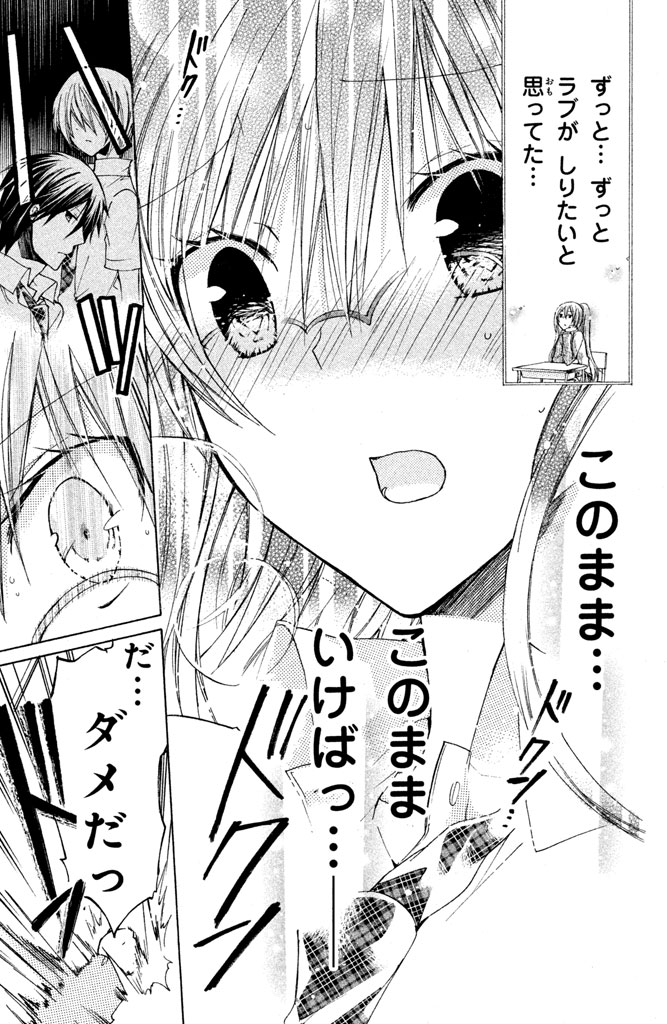 ずっと… ずっと
ラブが しりたいと
思ってた…
おも
このまま…
このまま
いけばっ…
ドクン…
ドクン
ドクン
だ…
ダメだっ